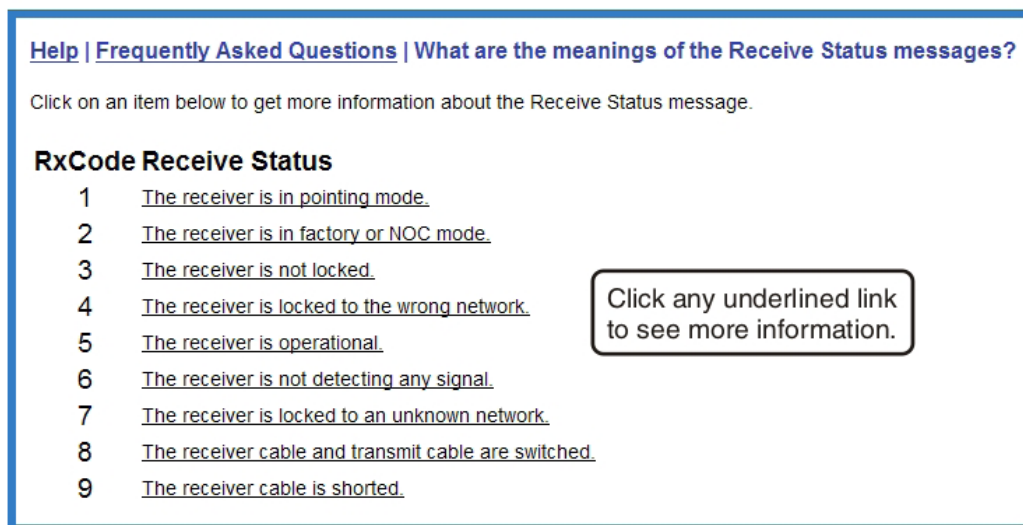 Help | Frequently Asked Questions | What are the meanings of the Receive Status messages?
Click on an item below to get more information about the Receive Status message.
RxCode Receive Status
1 The receiver is in pointing mode.
2 The receiver is in factory or NOC mode.
3 The receiver is not locked.
4 The receiver is locked to the wrong network.
5 The receiver is operational.
6 The receiver is not detecting any signal.
7 The receiver is locked to an unknown network.
8 The receiver cable and transmit cable are switched.
9 The receiver cable is shorted.
Click any underlined link
to see more information.